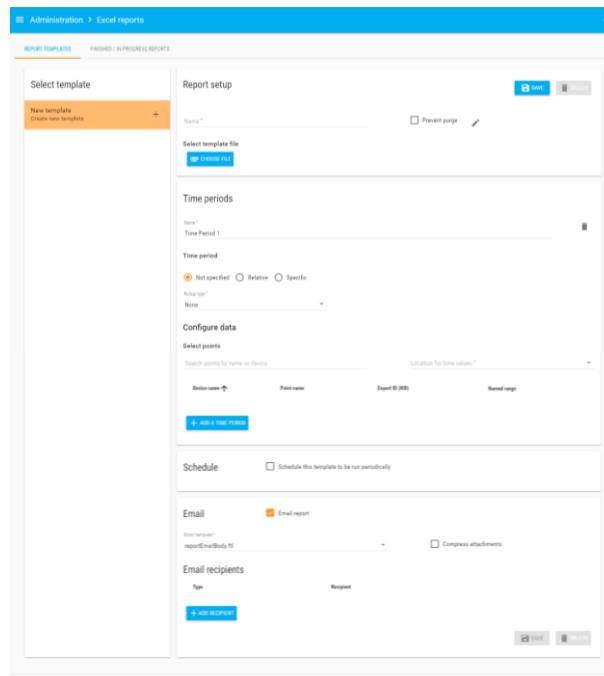 Administration > Excel reports
REPORT TEMPLATES FINISHED / IN-PROGRESS REPORTS
Select template
New template
Create new template
Report setup
SAVE DELETE
Name *
Prevent purge
Select template file
CHOOSE FILE
Time periods
Name *
Time Period 1
Time period
Not specified Relative Specific
Rollup type *
None
Configure data
Select points
Search points by name or device
Location for time values *
Device name Point name Export ID (XID) Named range
+ ADD A TIME PERIOD
Schedule
Schedule this template to be run periodically
Email
Email report
Email template *
reportEmailBody.ftl
Compress attachments
Email recipients
Type Recipient
+ ADD RECIPIENT
SAVE DELETE